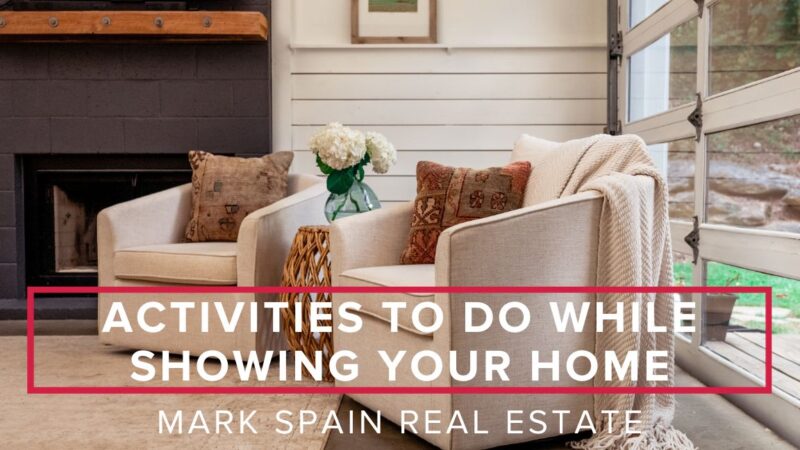 ACTIVITIES TO DO WHILE
SHOWING YOUR HOME
MARK SPAIN REAL ESTATE